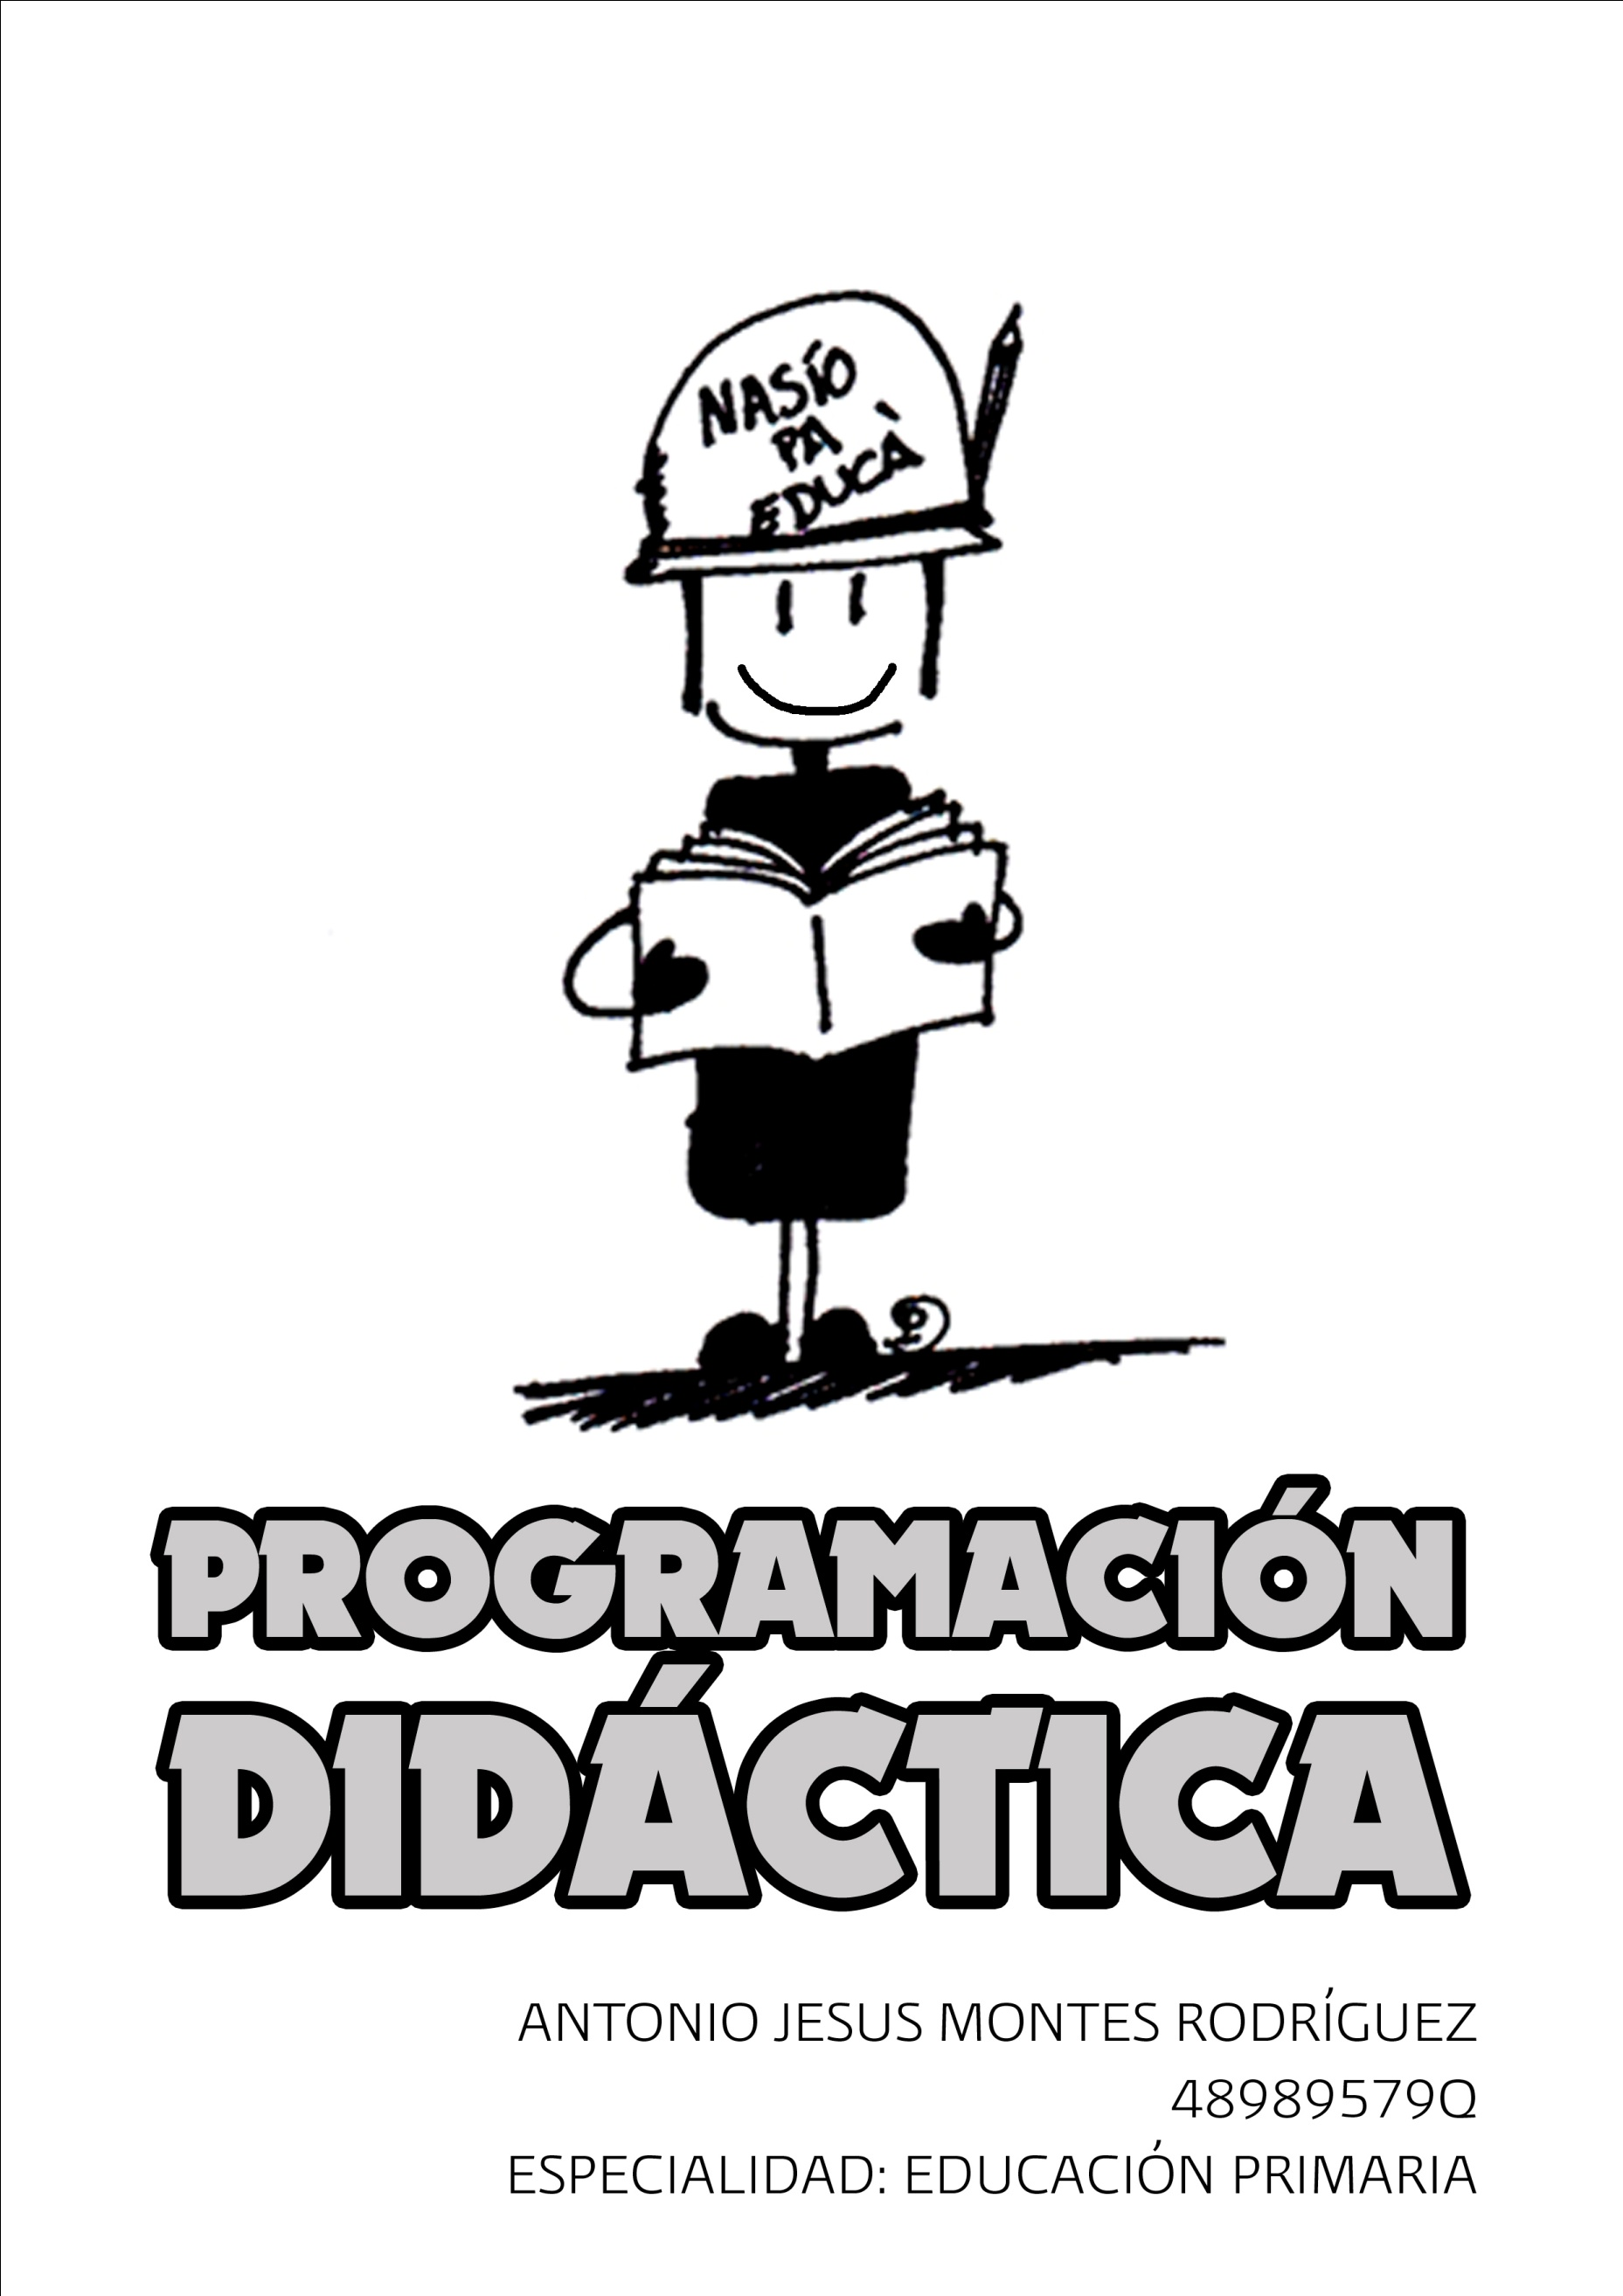 NASÍO
PA
EDUCÀ
PROGRAMACIÓN
DIDÁCTICA
ANTONIO JESUS MONTES RODRÍGUEZ
48989579Q
ESPECIALIDAD: EDUCACIÓN PRIMARIA